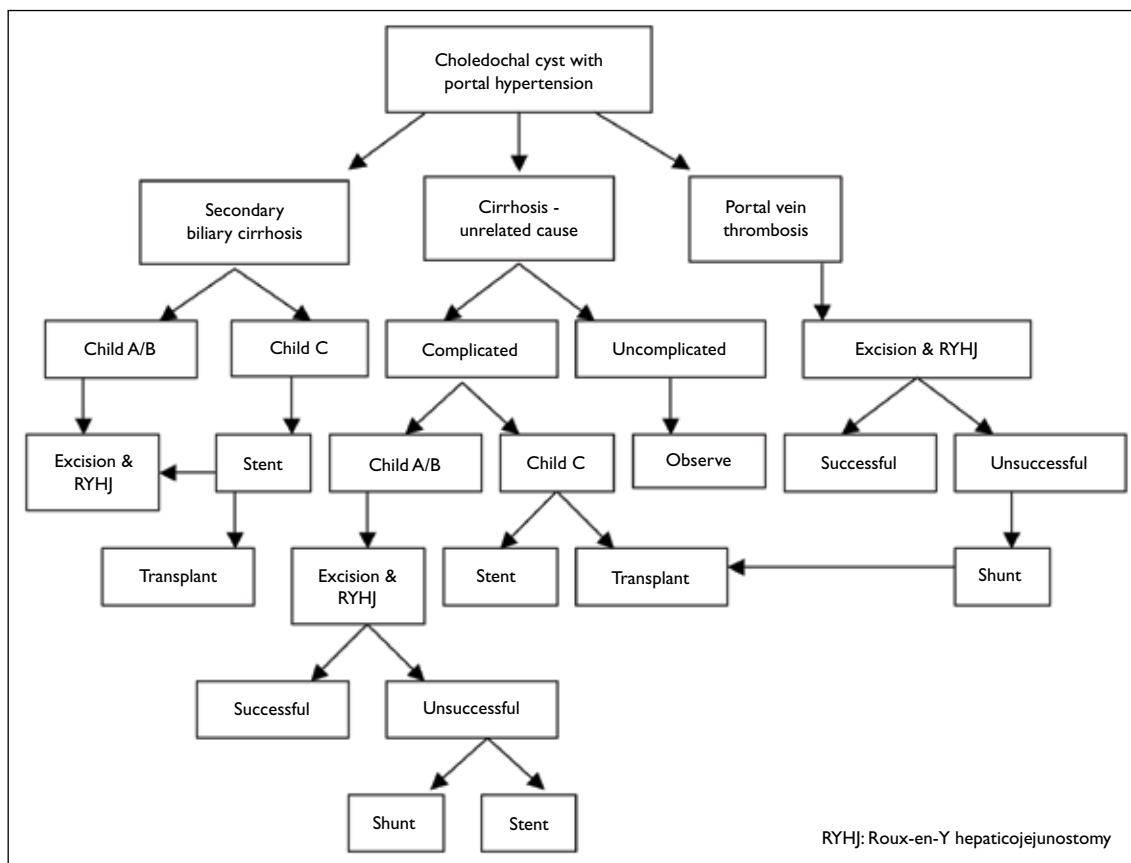 Choledochal cyst with
portal hypertension
Secondary
biliary cirrhosis
Cirrhosis -
unrelated cause
Portal vein
thrombosis
Child A/B
Child C
Complicated
Uncomplicated
Excision & RYHJ
Excision &
RYHJ
Stent
Child A/B
Child C
Observe
Successful
Unsuccessful
Transplant
Excision &
RYHJ
Stent
Transplant
Shunt
Successful
Unsuccessful
Shunt
Stent
RYHJ: Roux-en-Y hepaticojejunostomy